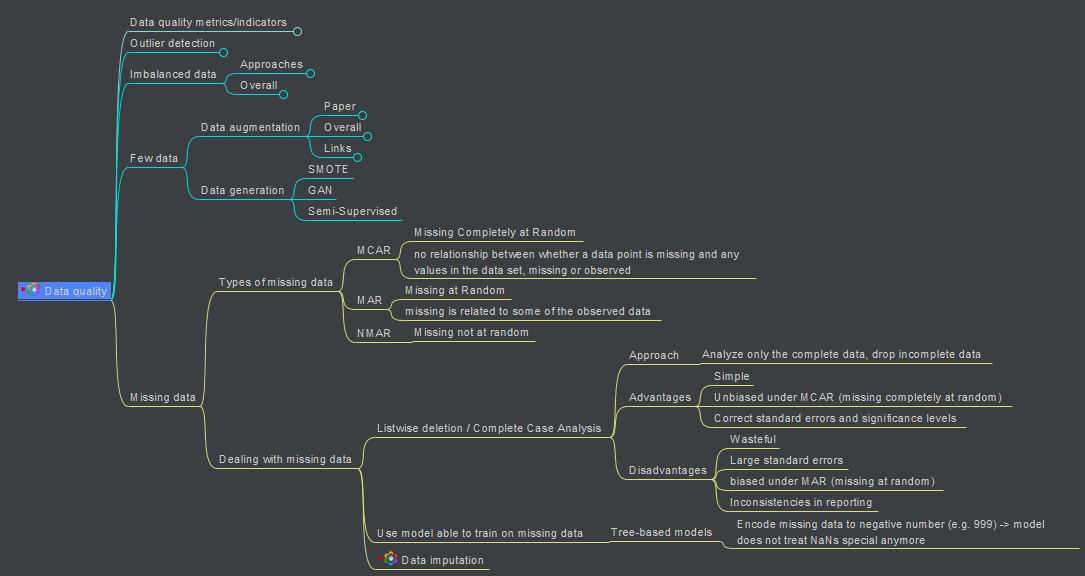 Data quality metrics/indicators
Outlier detection
Imbalanced data
Approaches
Overall
Few data
Data augmentation
Paper
Overall
Links
Data generation
SMOTE
GAN
Semi-Supervised
Data quality
Missing data
Types of missing data
MCAR
Missing Completely at Random
no relationship between whether a data point is missing and any
values in the data set, missing or observed
MAR
Missing at Random
missing is related to some of the observed data
NMAR
Missing not at random
Dealing with missing data
Listwise deletion / Complete Case Analysis
Approach
Analyze only the complete data, drop incomplete data
Advantages
Simple
Unbiased under MCAR (missing completely at random)
Correct standard errors and significance levels
Disadvantages
Wasteful
Large standard errors
biased under MAR (missing at random)
Inconsistencies in reporting
Use model able to train on missing data
Tree-based models
Encode missing data to negative number (e.g. 999) -> model
does not treat NaNs special anymore
Data imputation